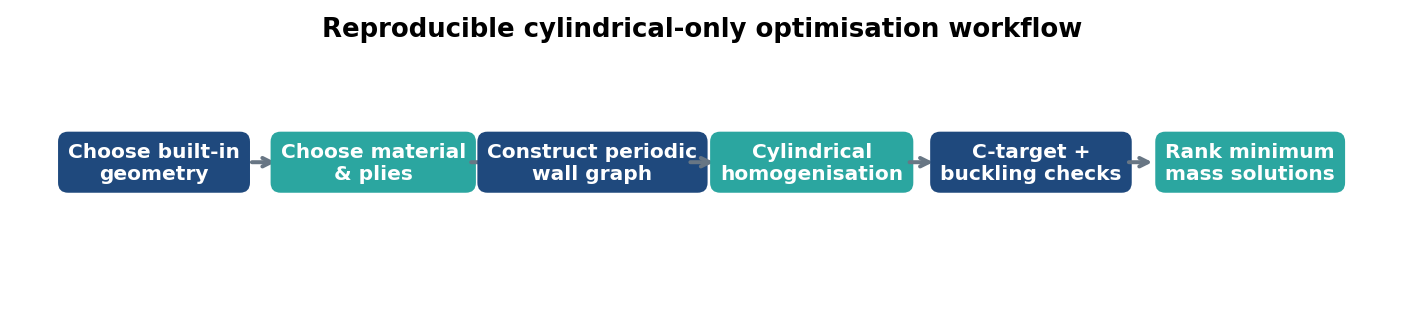 Reproducible cylindrical-only optimisation workflow
Choose built-in
geometry
Choose material
& plies
Construct periodic
wall graph
Cylindrical
homogenisation
C-target +
buckling checks
Rank minimum
mass solutions